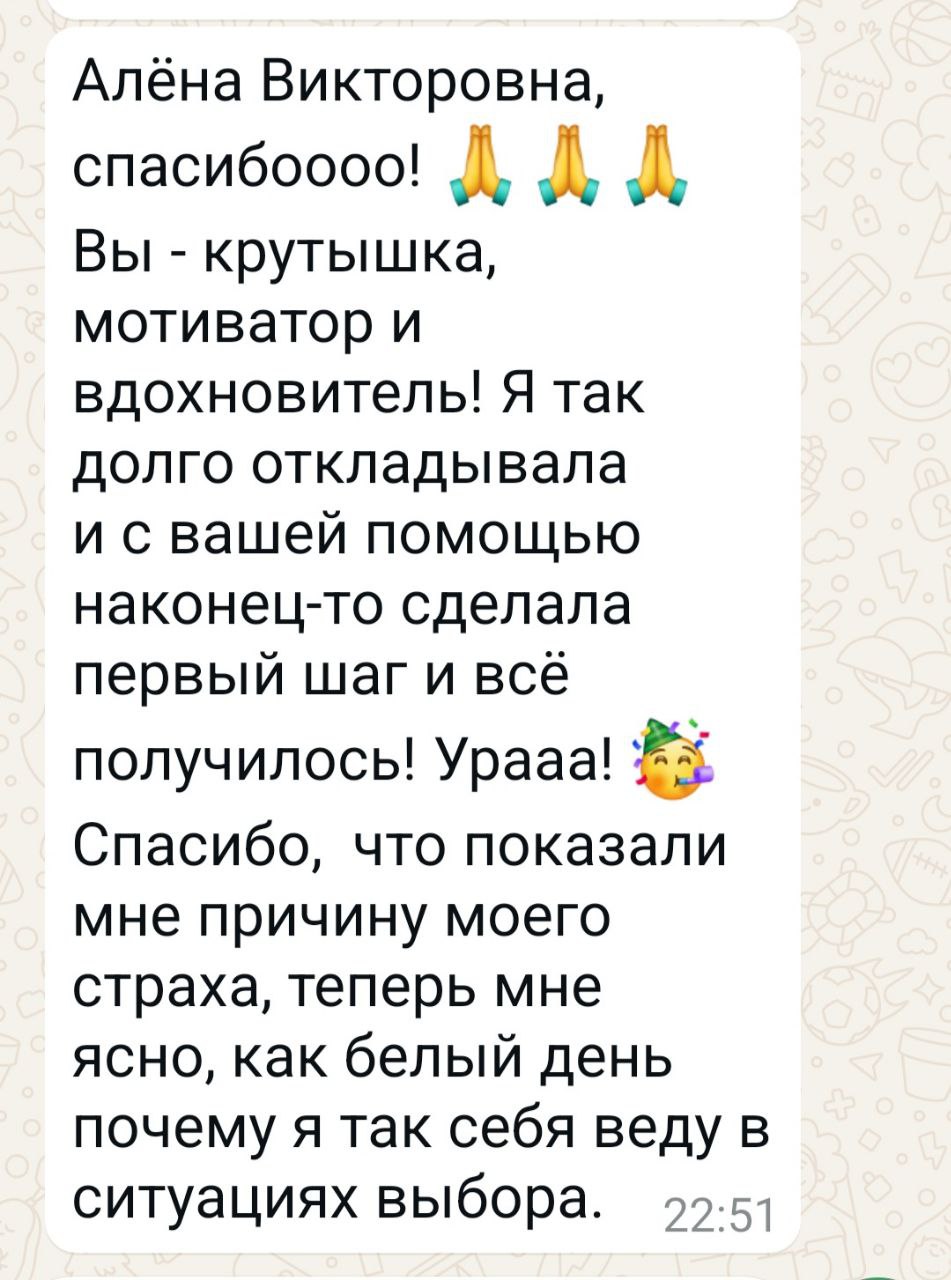 Алёна Викторовна,
спасибоооо! 🙏 🙏 🙏
Вы - крутышка,
мотиватор и
вдохновитель! Я так
долго откладывала
и с вашей помощью
наконец-то сделала
первый шаг и всё
получилось! Урааа! 🥳
Спасибо,  что показали
мне причину моего
страха, теперь мне
ясно, как белый день
почему я так себя веду в
ситуациях выбора.
22:51